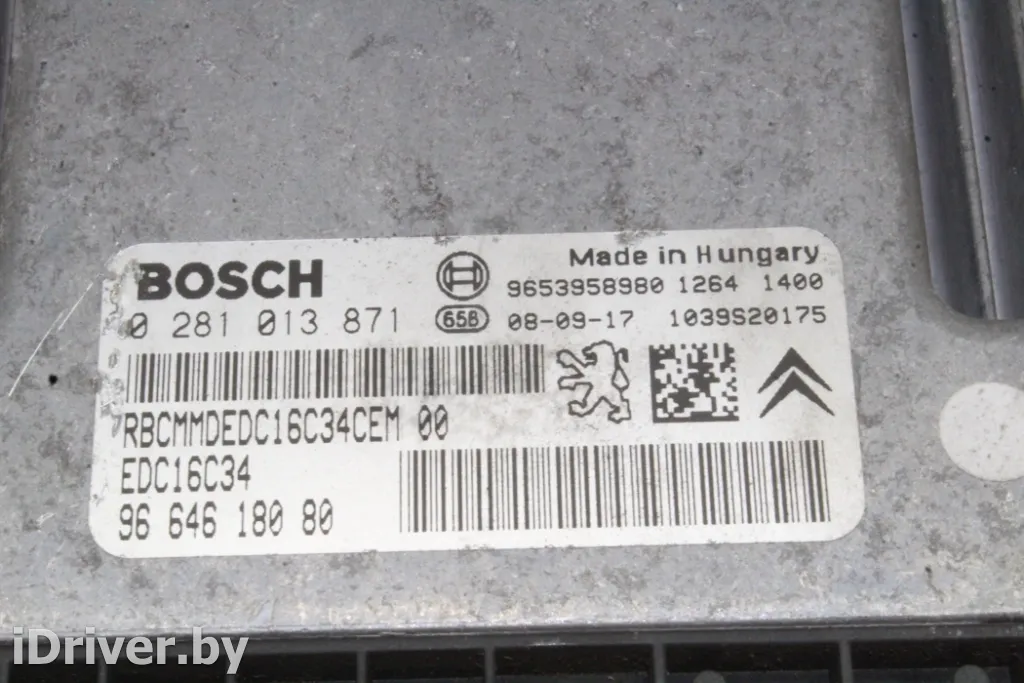 BOSCH
Made in Hungary
9653958980 1264 1400
0 281 013 871
656 08-09-17 1039S20175
RBCMMDEDC16C34CEM 00
EDC16C34
96 646 180 80
iDriver.by